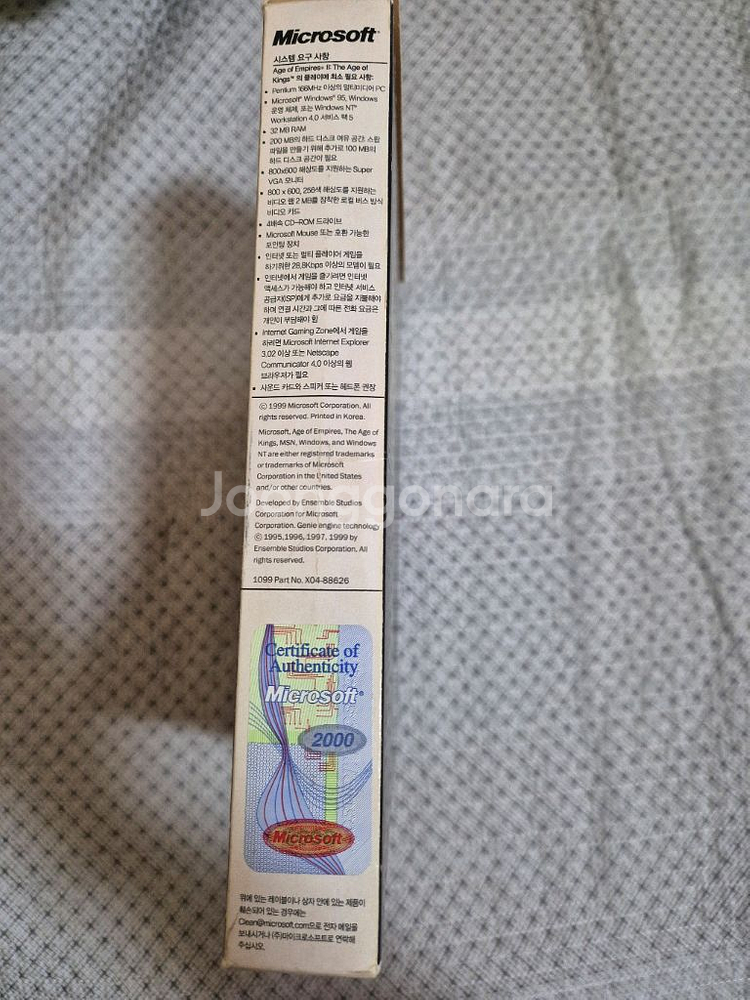 Microsoft®
시스템 요구 사항
Age of Empires® II: The Age of
Kings™ 의 플레이에 최소 필요 사항:
• Pentium 166MHz 이상의 멀티미디어 PC
• Microsoft® Windows® 95, Windows
운영 체제, 또는 Windows NT®
Workstation 4.0 서비스 팩 5
• 32 MB RAM
• 200 MB의 하드 디스크 여유 공간: 스왑
파일을 만들기 위해 추가로 100 MB의
하드 디스크 공간이 필요
• 800x600 해상도를 지원하는 Super
VGA 모니터
• 800 x 600, 256색 해상도를 지원하는
비디오 램 2 MB를 장착한 로컬 버스 방식
비디오 카드
• 4배속 CD-ROM 드라이브
• Microsoft Mouse 또는 호환 가능한
포인팅 장치
• 인터넷 또는 멀티 플레이어 게임을
하기위한 28.8Kbps 이상의 모뎀이 필요
• 인터넷에서 게임을 즐기려면 인터넷
액세스가 가능해야 하고 인터넷 서비스
공급자(ISP)에게 추가로 요금을 지불해야
하며 연결 시간과 그에 따른 전화 요금은
개인이 부담해야 함
• Internet Gaming Zone에서 게임을
하려면 Microsoft Internet Explorer
3.02 이상 또는 Netscape
Communicator 4.0 이상의 웹
브라우저가 필요
• 사운드 카드와 스피커 또는 헤드폰 권장
© 1999 Microsoft Corporation. All
rights reserved. Printed in Korea.
Microsoft, Age of Empires, The Age of
Kings, MSN, Windows, and Windows
NT are either registered trademarks
or trademarks of Microsoft
Corporation in the United States
and/or other countries.
Developed by Ensemble Studios
Corporation for Microsoft
Corporation. Genie engine technology
© 1995,1996, 1997, 1999 by
Ensemble Studios Corporation. All
rights reserved.
1099 Part No. X04-88626
Certificate of
Authenticity
Microsoft®
2000
Microsoft
위에 있는 레이블이나 상자 안에 있는 제품이
훼손되어 있는 경우에는
Clean@microsoft.com으로 전자 메일을
보내시거나 (주)마이크로소프트로 연락해
주십시오.
Joonggonara